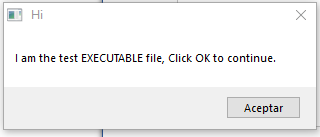 Hi
I am the test EXECUTABLE file, Click OK to continue.
Aceptar